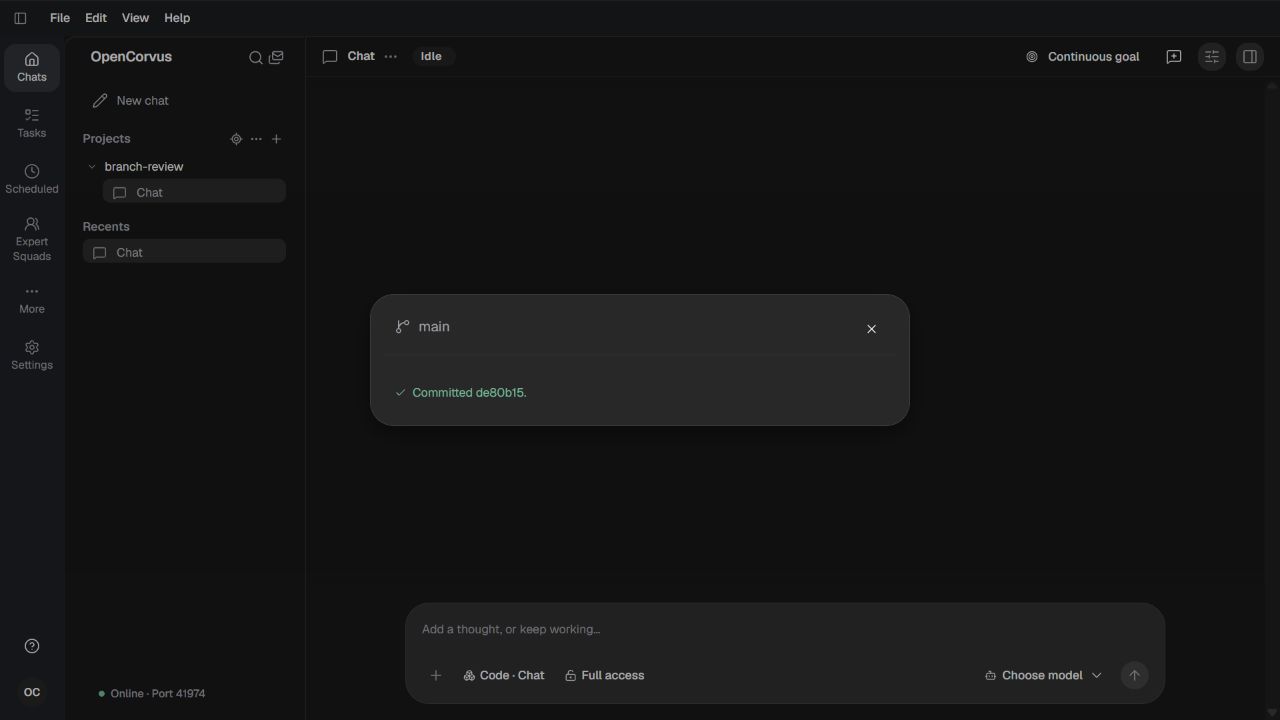 File Edit View Help
Chats
Tasks
Scheduled
Expert
Squads
More
Settings
OC
OpenCorvus
New chat
Projects
branch-review
Chat
Recents
Chat
Online · Port 41974
Chat
Idle
Continuous goal
main
Committed de80b15.
Add a thought, or keep working...
Code · Chat
Full access
Choose model